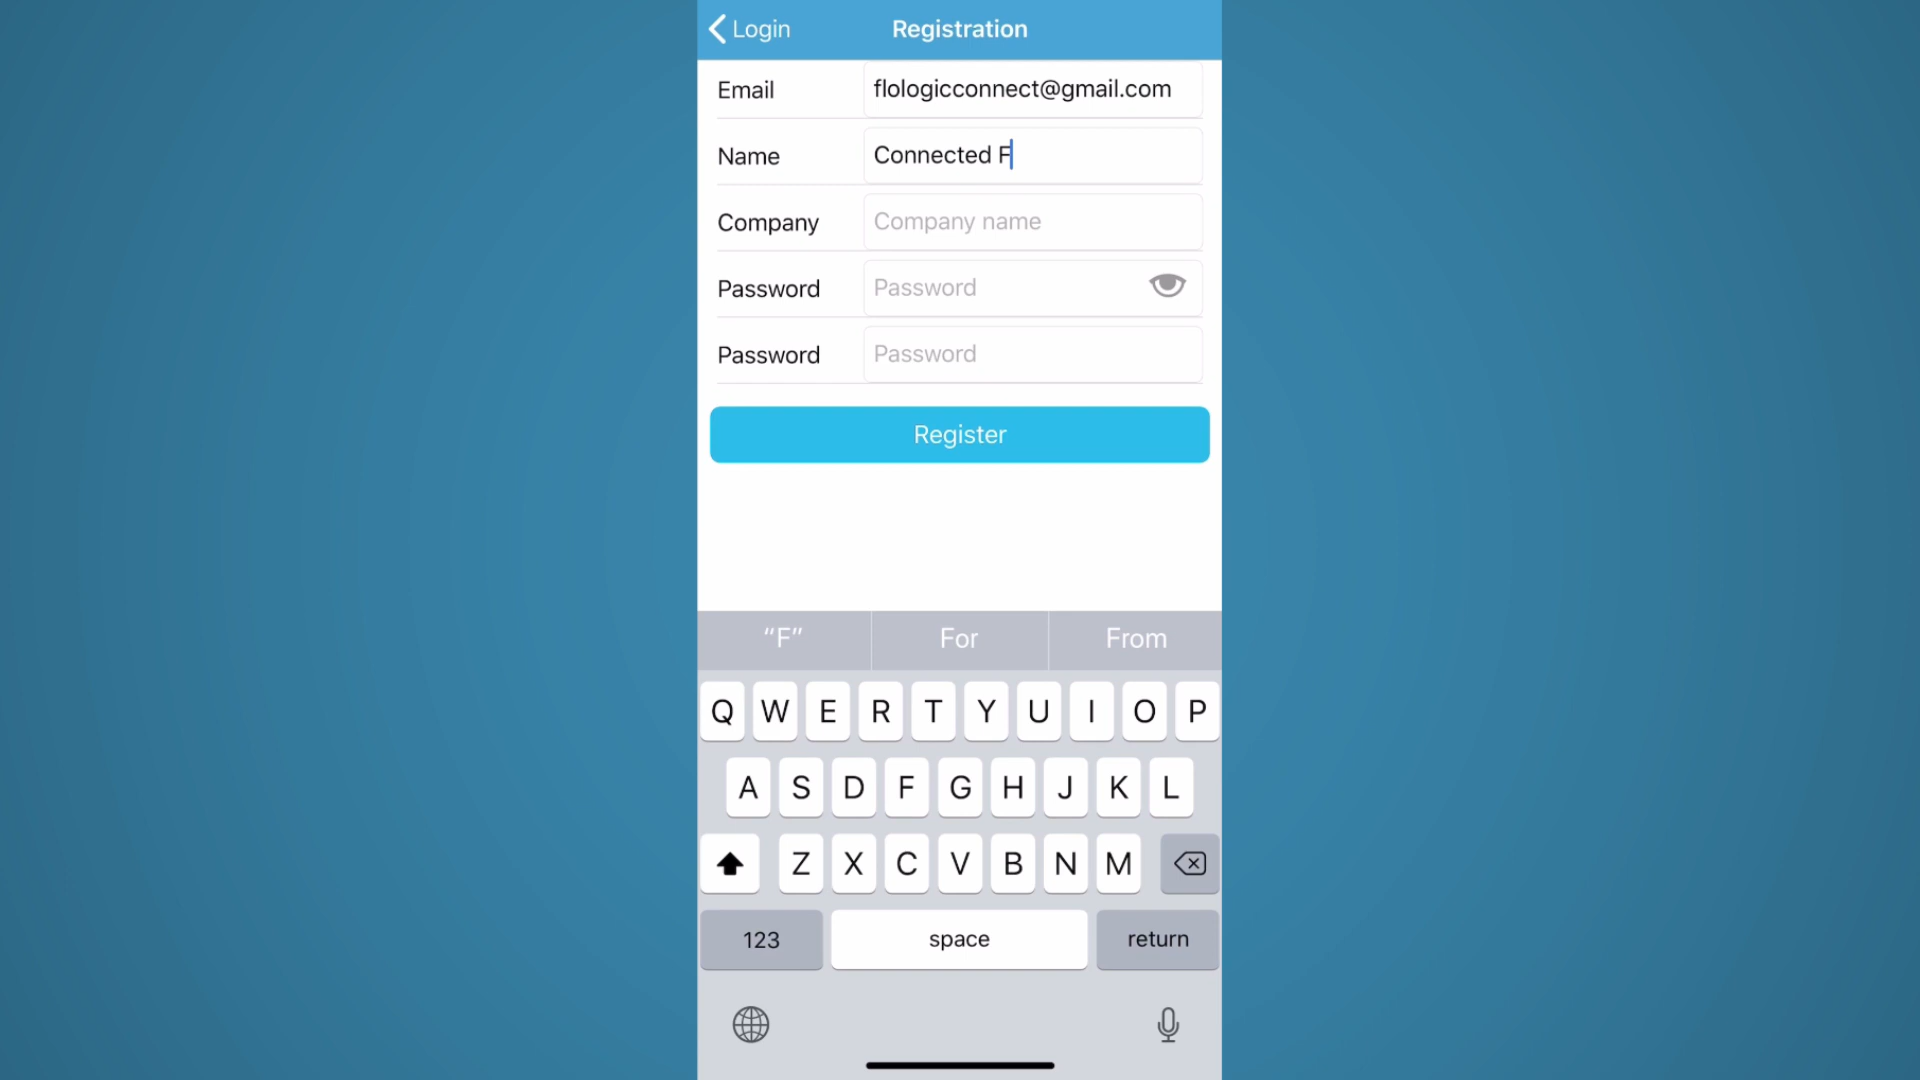 Login Registration
Email flologicconnect@gmail.com
Name Connected F
Company Company name
Password Password
Password Password
Register
“F” For From
Q W E R T Y U I O P
A S D F G H J K L
Z X C V B N M
123 space return